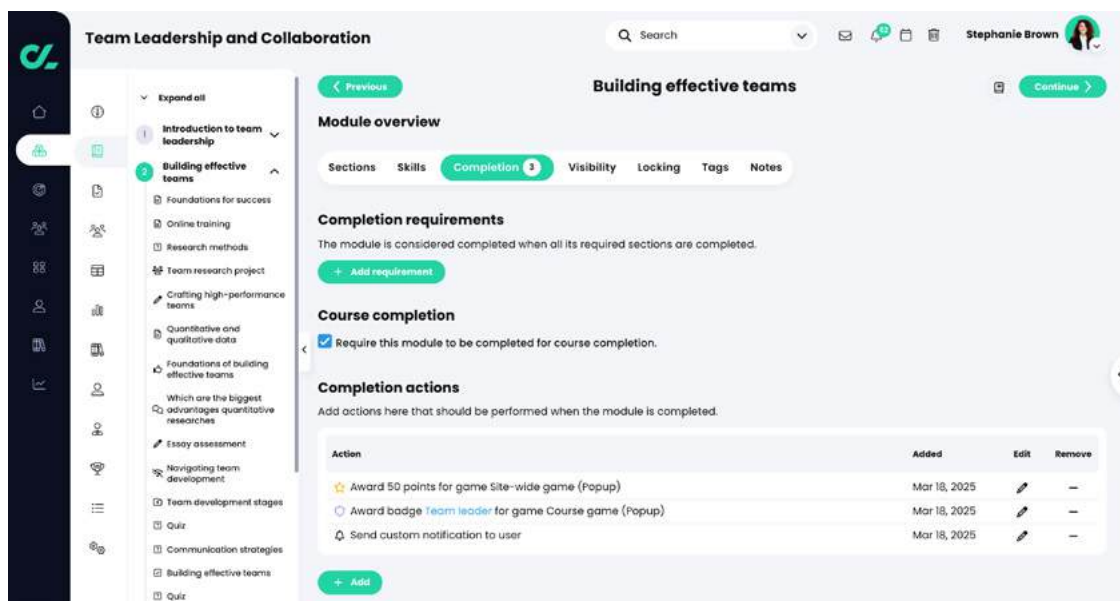 Team Leadership and Collaboration
Search
Stephanie Brown
Expand all
1
Introduction to team
leadership
2
Building effective
teams
Foundations for success
Online training
Research methods
Team research project
Crafting high-performance
teams
Quantitative and
qualitative data
Foundations of building
effective teams
Which are the biggest
advantages quantitative
researches
Essay assessment
Navigating team
development
Team development stages
Quiz
Communication strategies
Building effective teams
Quiz
Previous
Building effective teams
Continue
Module overview
Sections Skills Completion 3 Visibility Locking Tags Notes
Completion requirements
The module is considered completed when all its required sections are completed.
+ Add requirement
Course completion
Require this module to be completed for course completion.
Completion actions
Add actions here that should be performed when the module is completed.
Action Added Edit Remove
Award 50 points for game Site-wide game (Popup) Mar 18, 2025
Award badge Team leader for game Course game (Popup) Mar 18, 2025
Send custom notification to user Mar 18, 2025
+ Add